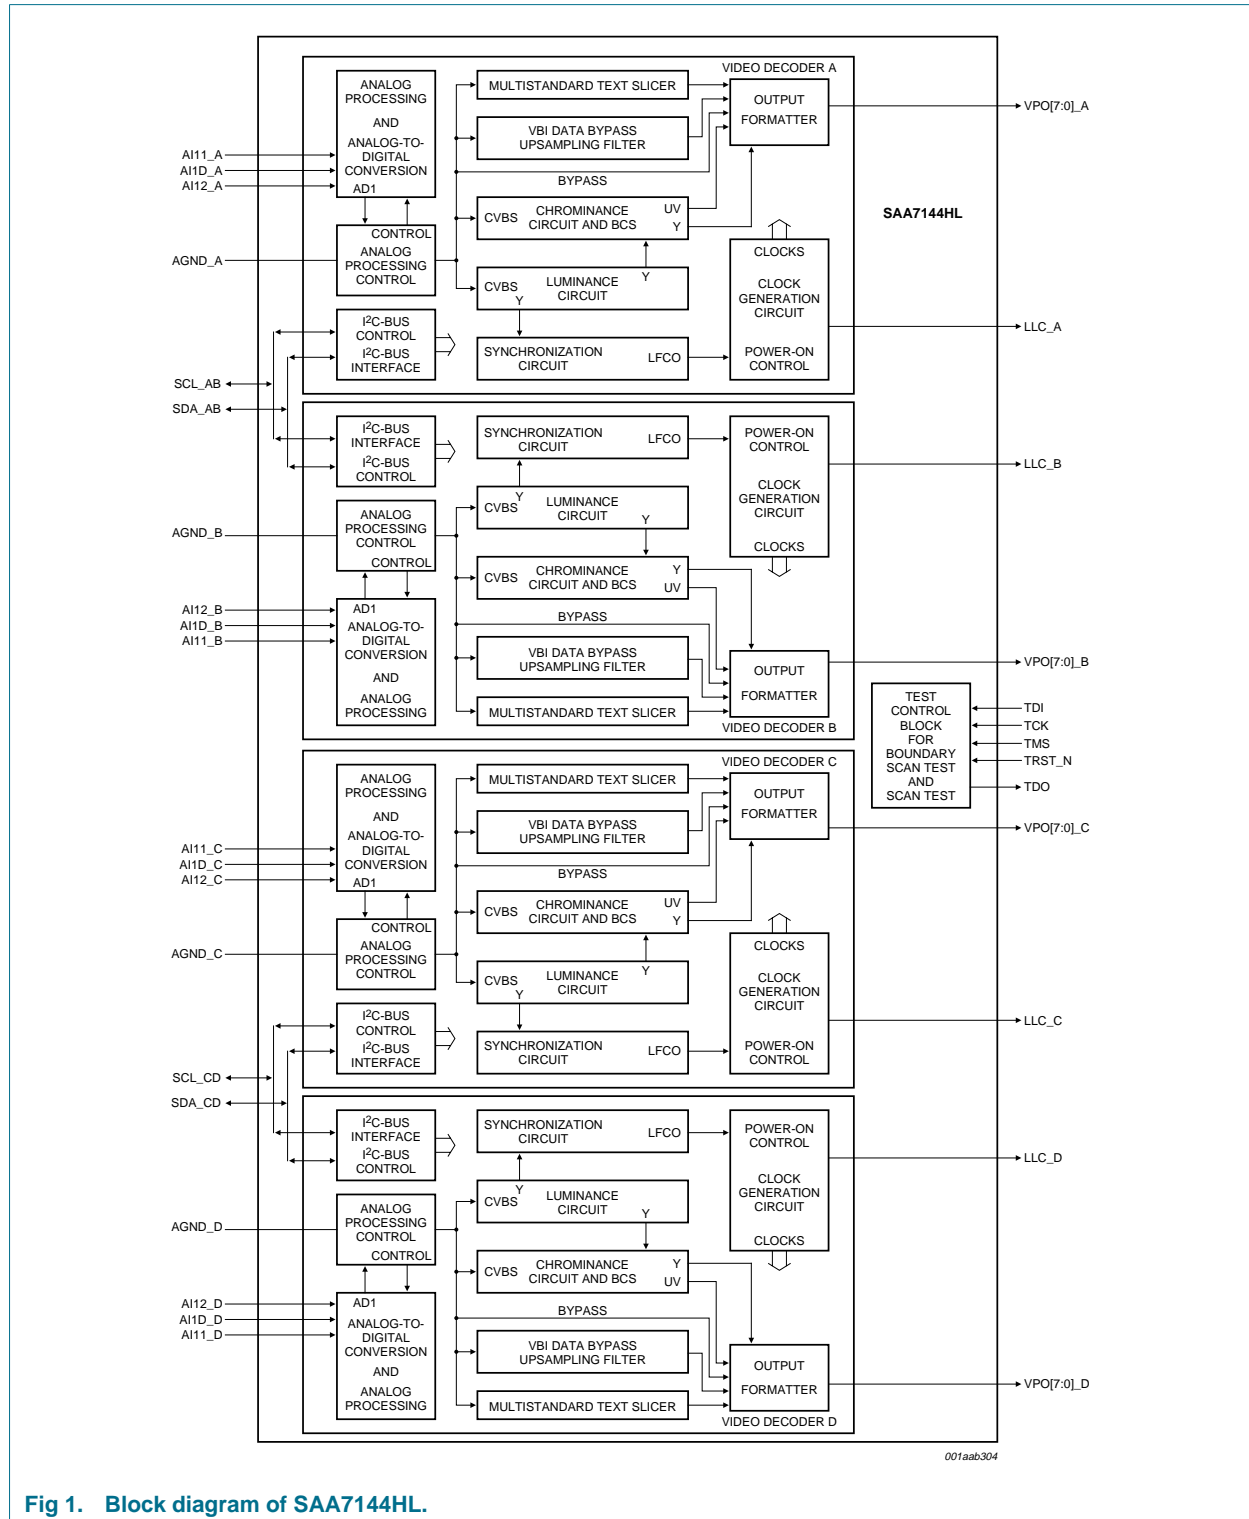 VIDEO DECODER A
ANALOG
PROCESSING
AND
ANALOG-TO-
DIGITAL
CONVERSION
AD1
MULTISTANDARD TEXT SLICER
OUTPUT
FORMATTER
VPO[7:0]_A
VBI DATA BYPASS
UPSAMPLING FILTER
AI11_A
AI1D_A
AI12_A
BYPASS
CVBS
CHROMINANCE
CIRCUIT AND BCS
UV
Y
SAA7144HL
CONTROL
ANALOG
PROCESSING
CONTROL
AGND_A
CVBS
Y
LUMINANCE
CIRCUIT
Y
CLOCKS
CLOCK
GENERATION
CIRCUIT
POWER-ON
CONTROL
LLC_A
I²C-BUS
CONTROL
I²C-BUS
INTERFACE
SYNCHRONIZATION
CIRCUIT
LFCO
SCL_AB
SDA_AB
I²C-BUS
INTERFACE
I²C-BUS
CONTROL
SYNCHRONIZATION
CIRCUIT
LFCO
POWER-ON
CONTROL
CLOCK
GENERATION
CIRCUIT
CLOCKS
LLC_B
AGND_B
ANALOG
PROCESSING
CONTROL
CONTROL
CVBS
Y
LUMINANCE
CIRCUIT
Y
CVBS
CHROMINANCE
CIRCUIT AND BCS
Y
UV
AI12_B
AI1D_B
AI11_B
AD1
ANALOG-TO-
DIGITAL
CONVERSION
AND
ANALOG
PROCESSING
BYPASS
VBI DATA BYPASS
UPSAMPLING FILTER
MULTISTANDARD TEXT SLICER
OUTPUT
FORMATTER
VPO[7:0]_B
VIDEO DECODER B
TEST
CONTROL
BLOCK
FOR
BOUNDARY
SCAN TEST
AND
SCAN TEST
TDI
TCK
TMS
TRST_N
TDO
VIDEO DECODER C
ANALOG
PROCESSING
AND
ANALOG-TO-
DIGITAL
CONVERSION
AD1
MULTISTANDARD TEXT SLICER
OUTPUT
FORMATTER
VPO[7:0]_C
VBI DATA BYPASS
UPSAMPLING FILTER
AI11_C
AI1D_C
AI12_C
BYPASS
CVBS
CHROMINANCE
CIRCUIT AND BCS
UV
Y
CONTROL
ANALOG
PROCESSING
CONTROL
AGND_C
CVBS
Y
LUMINANCE
CIRCUIT
Y
CLOCKS
CLOCK
GENERATION
CIRCUIT
POWER-ON
CONTROL
LLC_C
I²C-BUS
CONTROL
I²C-BUS
INTERFACE
SYNCHRONIZATION
CIRCUIT
LFCO
SCL_CD
SDA_CD
I²C-BUS
INTERFACE
I²C-BUS
CONTROL
SYNCHRONIZATION
CIRCUIT
LFCO
POWER-ON
CONTROL
CLOCK
GENERATION
CIRCUIT
CLOCKS
LLC_D
AGND_D
ANALOG
PROCESSING
CONTROL
CONTROL
CVBS
Y
LUMINANCE
CIRCUIT
Y
CVBS
CHROMINANCE
CIRCUIT AND BCS
Y
UV
AI12_D
AI1D_D
AI11_D
AD1
ANALOG-TO-
DIGITAL
CONVERSION
AND
ANALOG
PROCESSING
BYPASS
VBI DATA BYPASS
UPSAMPLING FILTER
MULTISTANDARD TEXT SLICER
OUTPUT
FORMATTER
VPO[7:0]_D
VIDEO DECODER D
001aab304
Fig 1. Block diagram of SAA7144HL.